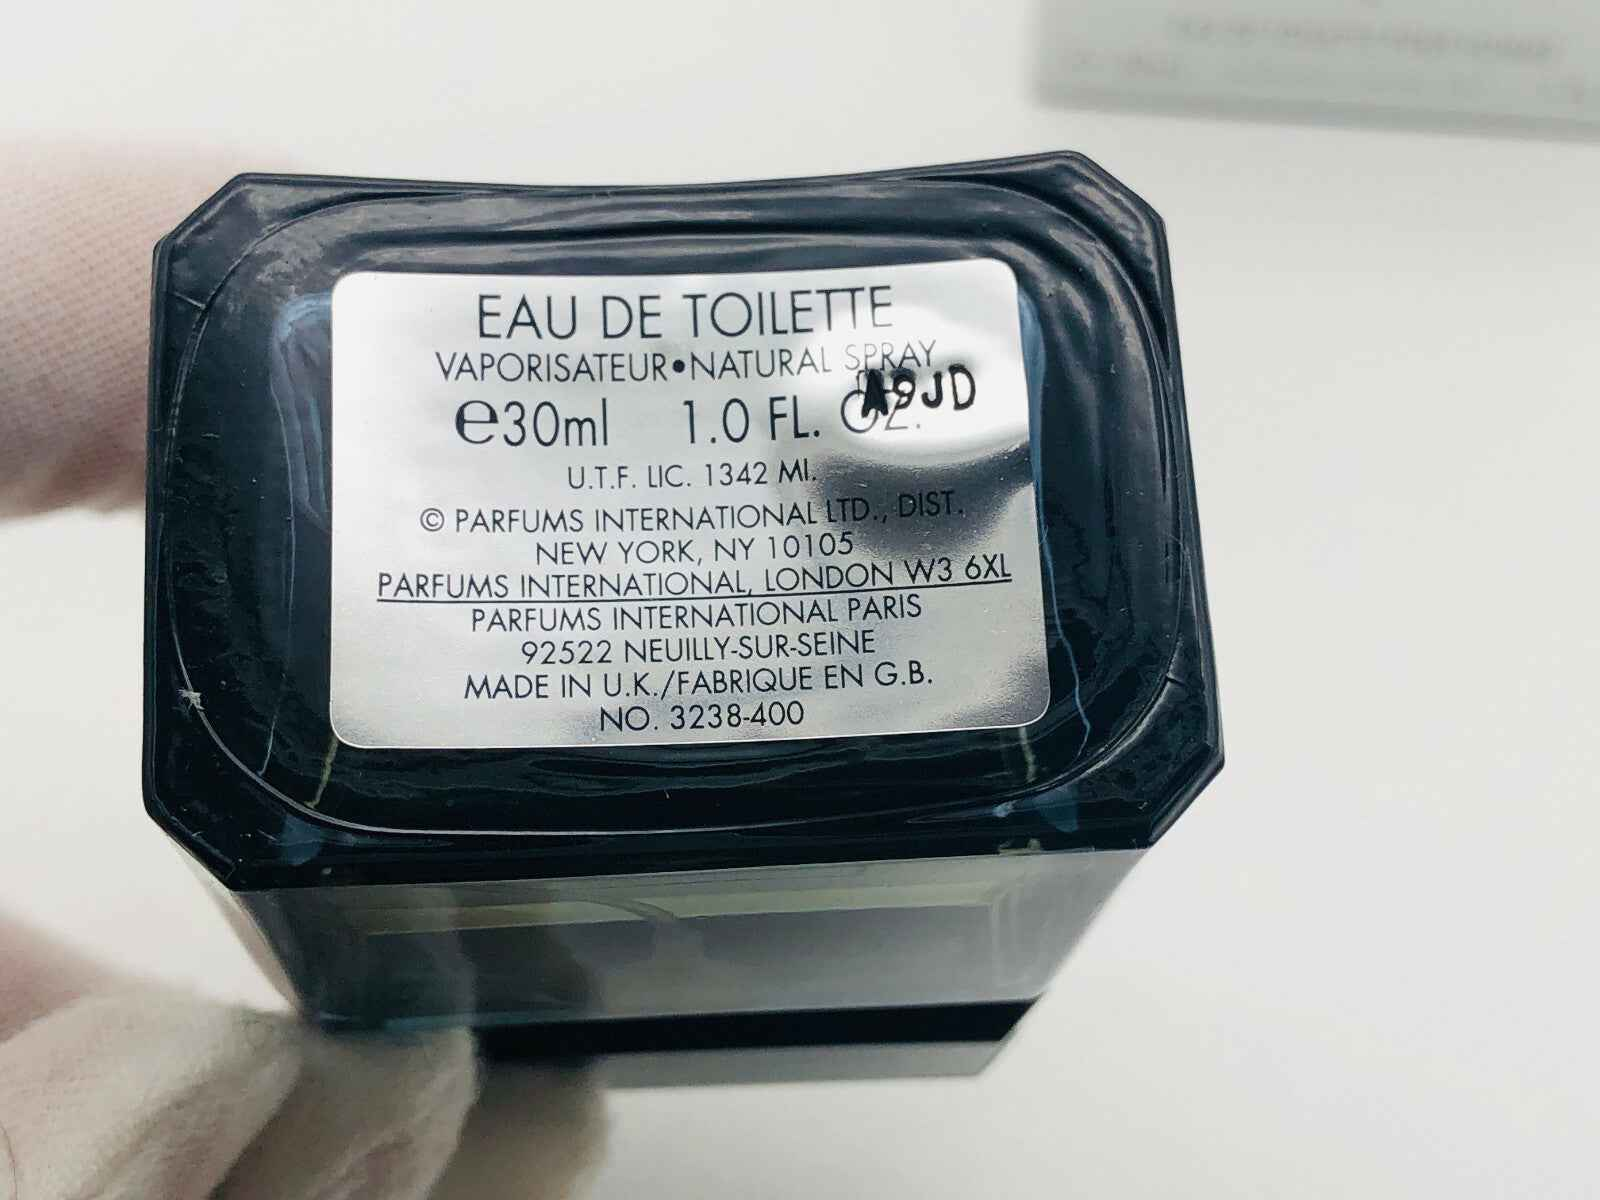 EAU DE TOILETTE
VAPORISATEUR•NATURAL SPRAY
℮30ml 1.0 FL. OZ.
A9JD
U.T.F. LIC. 1342 MI.
© PARFUMS INTERNATIONAL LTD., DIST.
NEW YORK, NY 10105
PARFUMS INTERNATIONAL, LONDON W3 6XL
PARFUMS INTERNATIONAL PARIS
92522 NEUILLY-SUR-SEINE
MADE IN U.K./FABRIQUE EN G.B.
NO. 3238-400